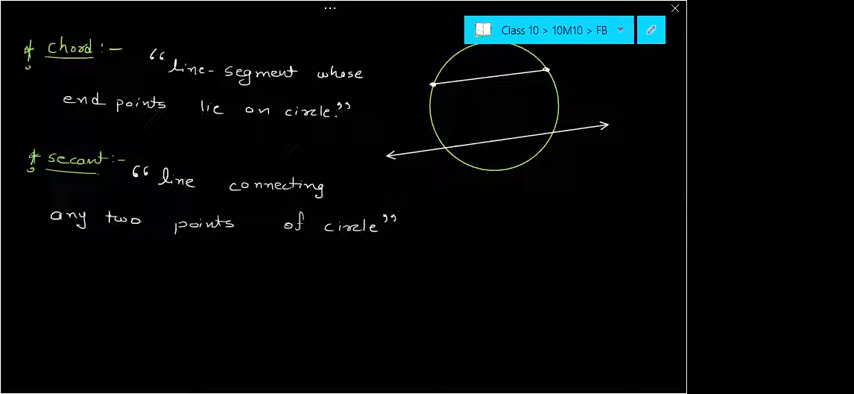 Class 10 > 10M10 > FB
* chord :-
"line-segment whose
end points lie on circle."
* secant :-
"line connecting
any two points of circle"